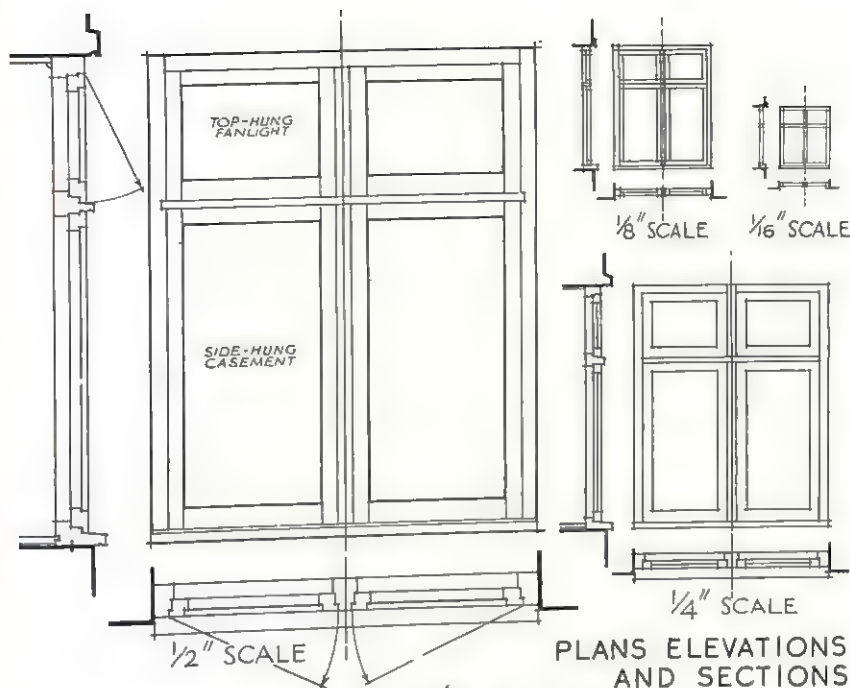 TOP-HUNG
FANLIGHT
SIDE-HUNG
CASEMENT
1/8" SCALE
1/16" SCALE
1/2" SCALE
1/4" SCALE
PLANS ELEVATIONS
AND SECTIONS